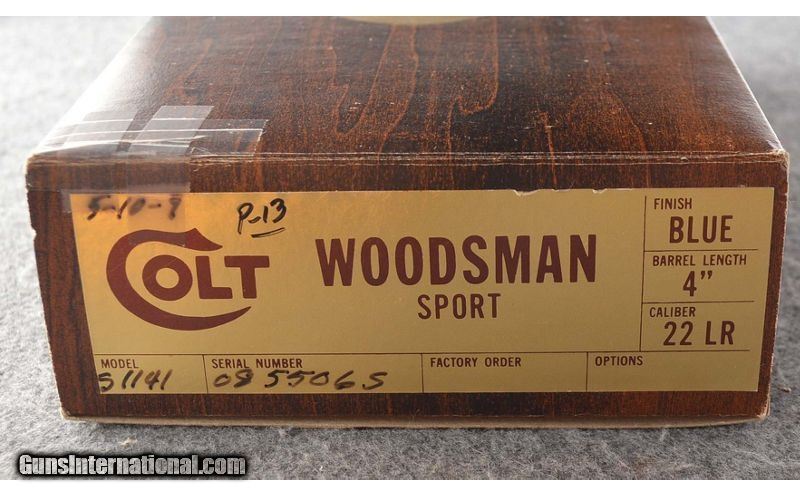 5-10-9
P-13
COLT
WOODSMAN
SPORT
FINISH
BLUE
BARREL LENGTH
4"
CALIBER
22 LR
MODEL
S1141
SERIAL NUMBER
085506S
FACTORY ORDER
OPTIONS
GunsInternational.com